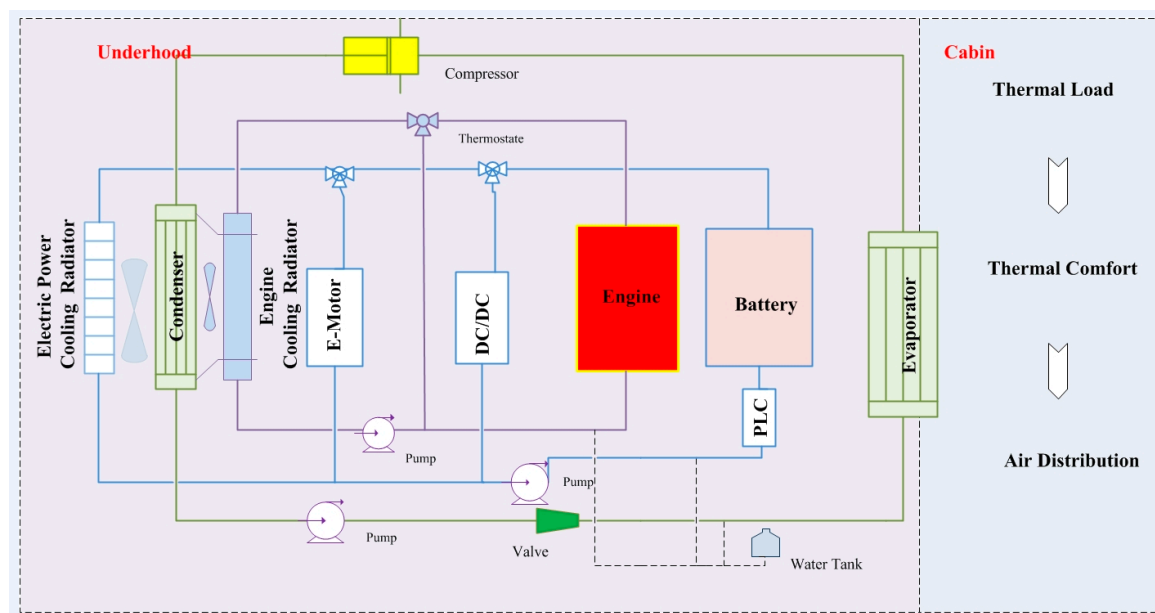 Underhood
Cabin
Compressor
Thermal Load
Thermostate
Electric Power
Cooling Radiator
Condenser
Engine
Cooling Radiator
E-Motor
DC/DC
Engine
Battery
Evaporator
Thermal Comfort
PLC
Pump
Pump
Air Distribution
Pump
Valve
Water Tank